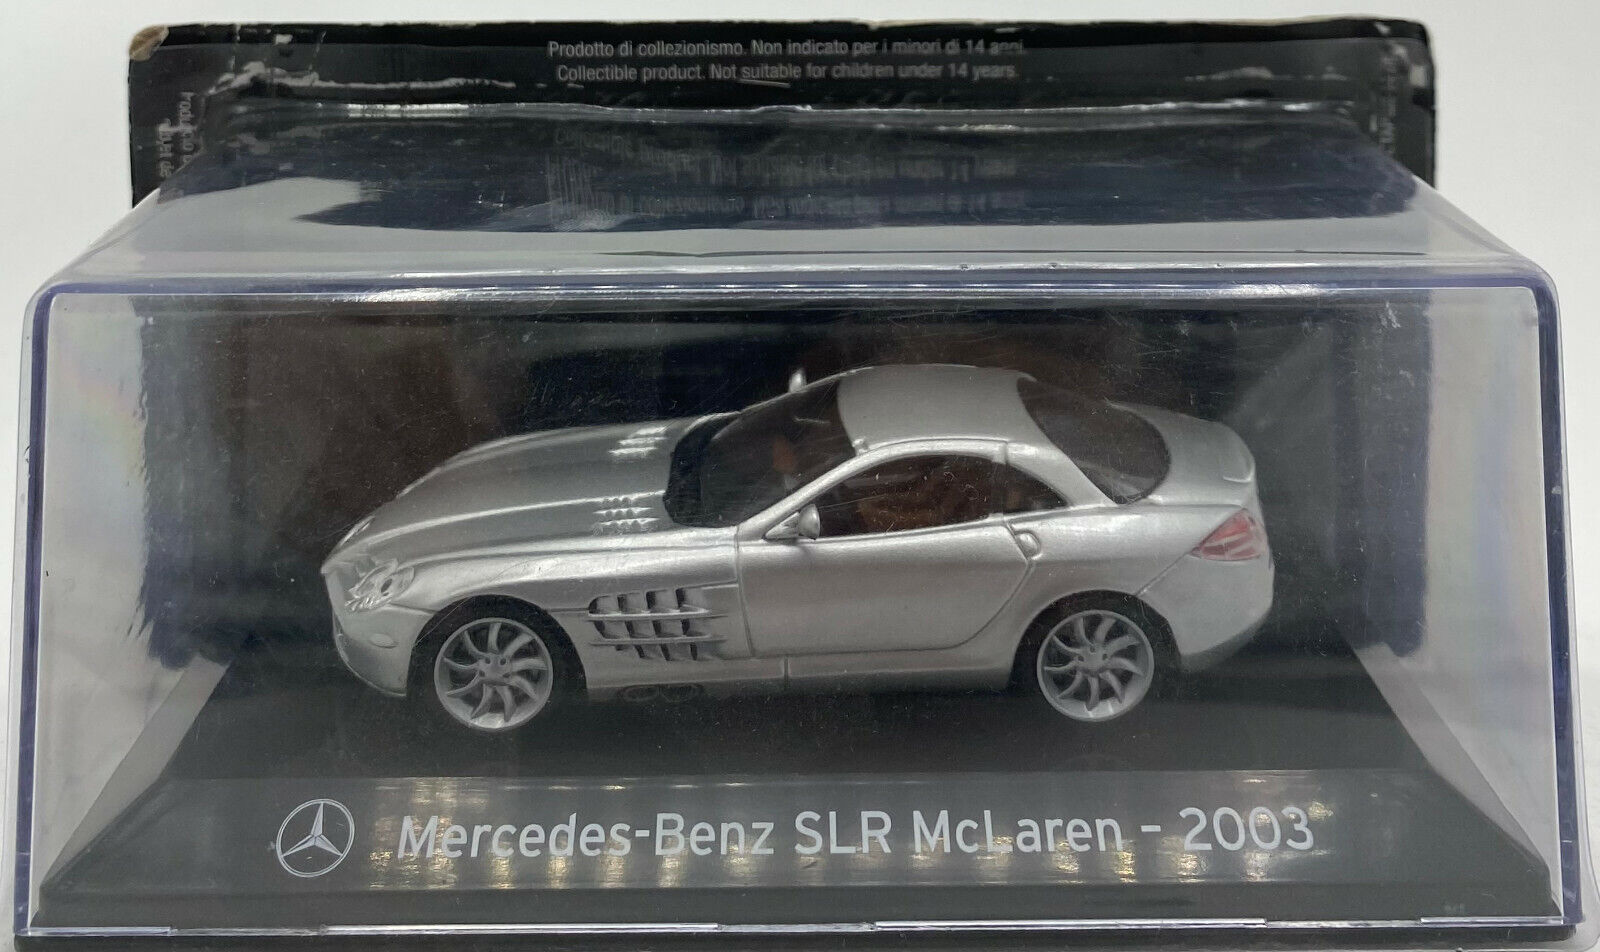 Prodotto di collezionismo. Non indicato per i minori di 14 anni.
Collectible product. Not suitable for children under 14 years.
Mercedes-Benz SLR McLaren - 2003